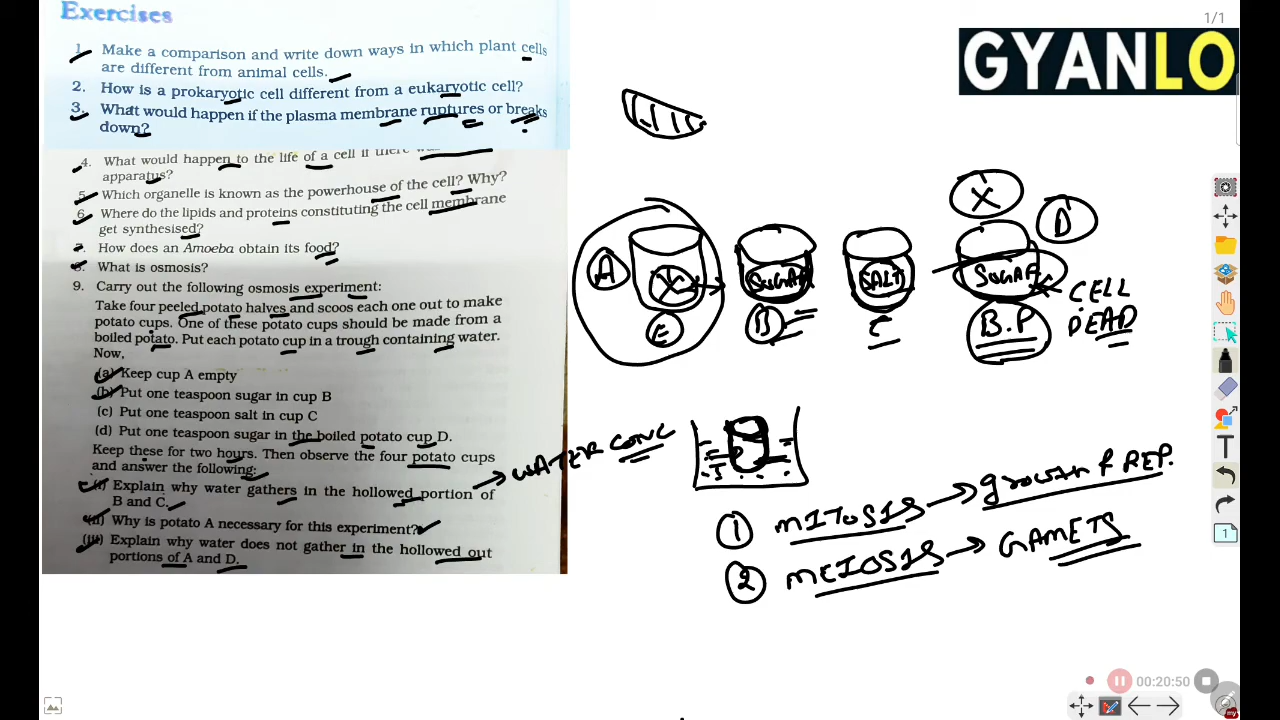 Exercises
1. Make a comparison and write down ways in which plant cells
are different from animal cells.
2. How is a prokaryotic cell different from a eukaryotic cell?
3. What would happen if the plasma membrane ruptures or breaks
down?
4. What would happen to the life of a cell if there
apparatus?
5. Which organelle is known as the powerhouse of the cell? Why?
6. Where do the lipids and proteins constituting the cell membrane
get synthesised?
7. How does an Amoeba obtain its food?
8. What is osmosis?
9. Carry out the following osmosis experiment:
Take four peeled potato halves and scoos each one out to make
potato cups. One of these potato cups should be made from a
boiled potato. Put each potato cup in a trough containing water.
Now,
(a) Keep cup A empty
(b) Put one teaspoon sugar in cup B
(c) Put one teaspoon salt in cup C
(d) Put one teaspoon sugar in the boiled potato cup D.
Keep these for two hours. Then observe the four potato cups
and answer the following:
(i) Explain why water gathers in the hollowed portion of
B and C.
(ii) Why is potato A necessary for this experiment?
(iii) Explain why water does not gather in the hollowed out
portions of A and D.
1/1
GYANLO
X
D
A
SUGAR
SALT
SUGAR
E
B
C
B.P
CELL
DEAD
WATER CONC
1 MITOSIS → growth & REP.
2 MEIOSIS → GAMETS
T
1
00:20:50